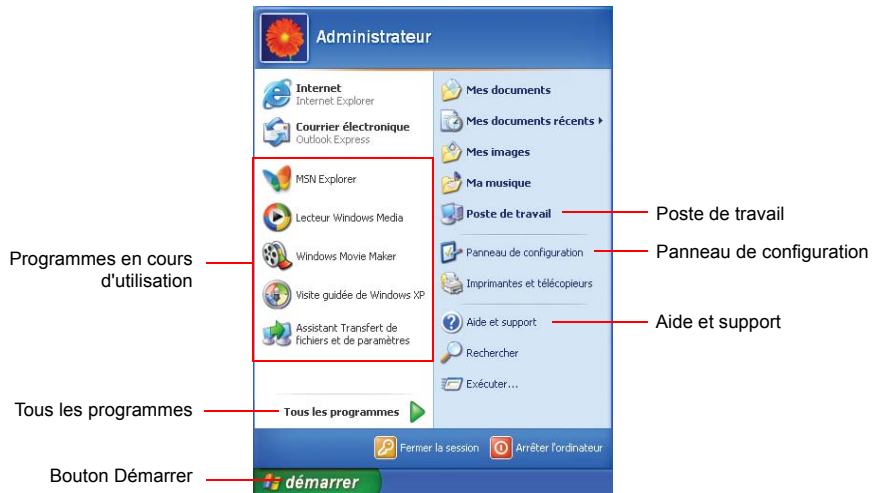 Administrateur
Internet
Internet Explorer
Courrier électronique
Outlook Express
MSN Explorer
Lecteur Windows Media
Windows Movie Maker
Visite guidée de Windows XP
Assistant Transfert de
fichiers et de paramètres
Tous les programmes
Mes documents
Mes documents récents
Mes images
Ma musique
Poste de travail
Panneau de configuration
Imprimantes et télécopieurs
Aide et support
Rechercher
Exécuter...
Fermer la session
Arrêter l'ordinateur
démarrer
Programmes en cours
d'utilisation
Tous les programmes
Bouton Démarrer
Poste de travail
Panneau de configuration
Aide et support